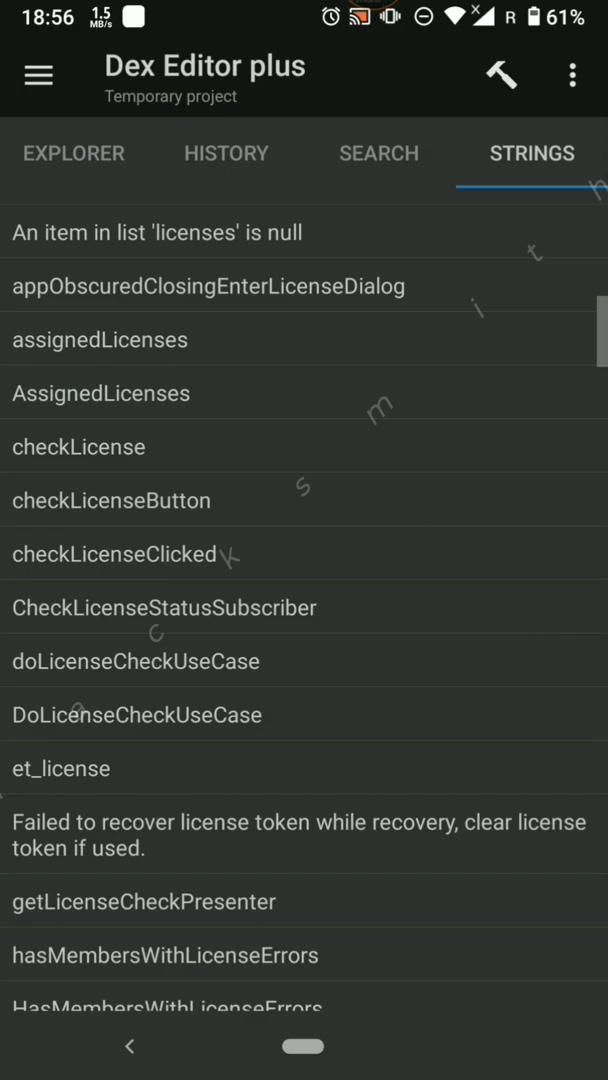 18:56 1.5 MB/s R 61%
Dex Editor plus
Temporary project
EXPLORER HISTORY SEARCH STRINGS
An item in list 'licenses' is null
appObscuredClosingEnterLicenseDialog
assignedLicenses
AssignedLicenses
checkLicense
checkLicenseButton
checkLicenseClicked
CheckLicenseStatusSubscriber
doLicenseCheckUseCase
DoLicenseCheckUseCase
et_license
Failed to recover license token while recovery, clear license
token if used.
getLicenseCheckPresenter
hasMembersWithLicenseErrors
HasMembersWithLicenseErrors